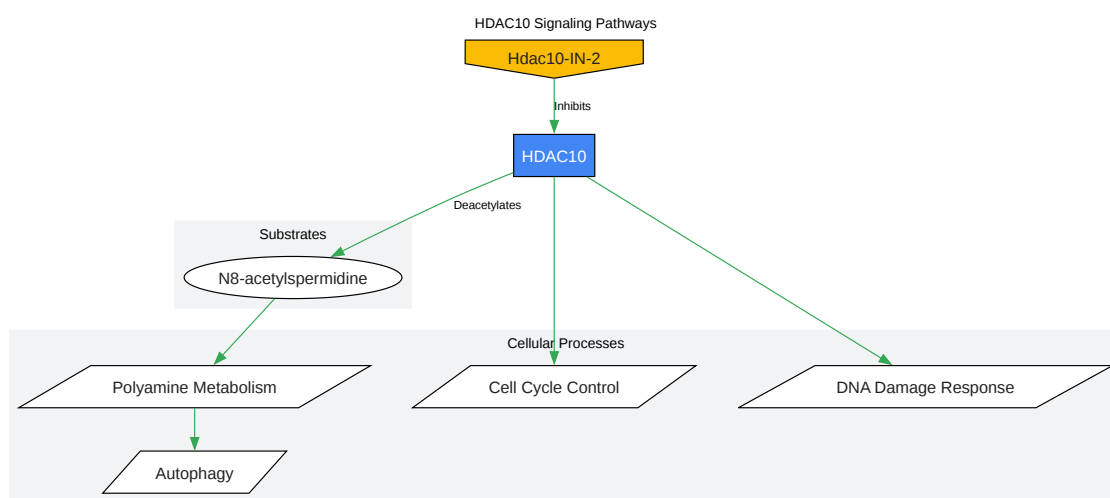 HDAC10 Signaling Pathways
Hdac10-IN-2
Inhibits
HDAC10
Deacetylates
Substrates
N8-acetylspermidine
Cellular Processes
Polyamine Metabolism
Cell Cycle Control
DNA Damage Response
Autophagy